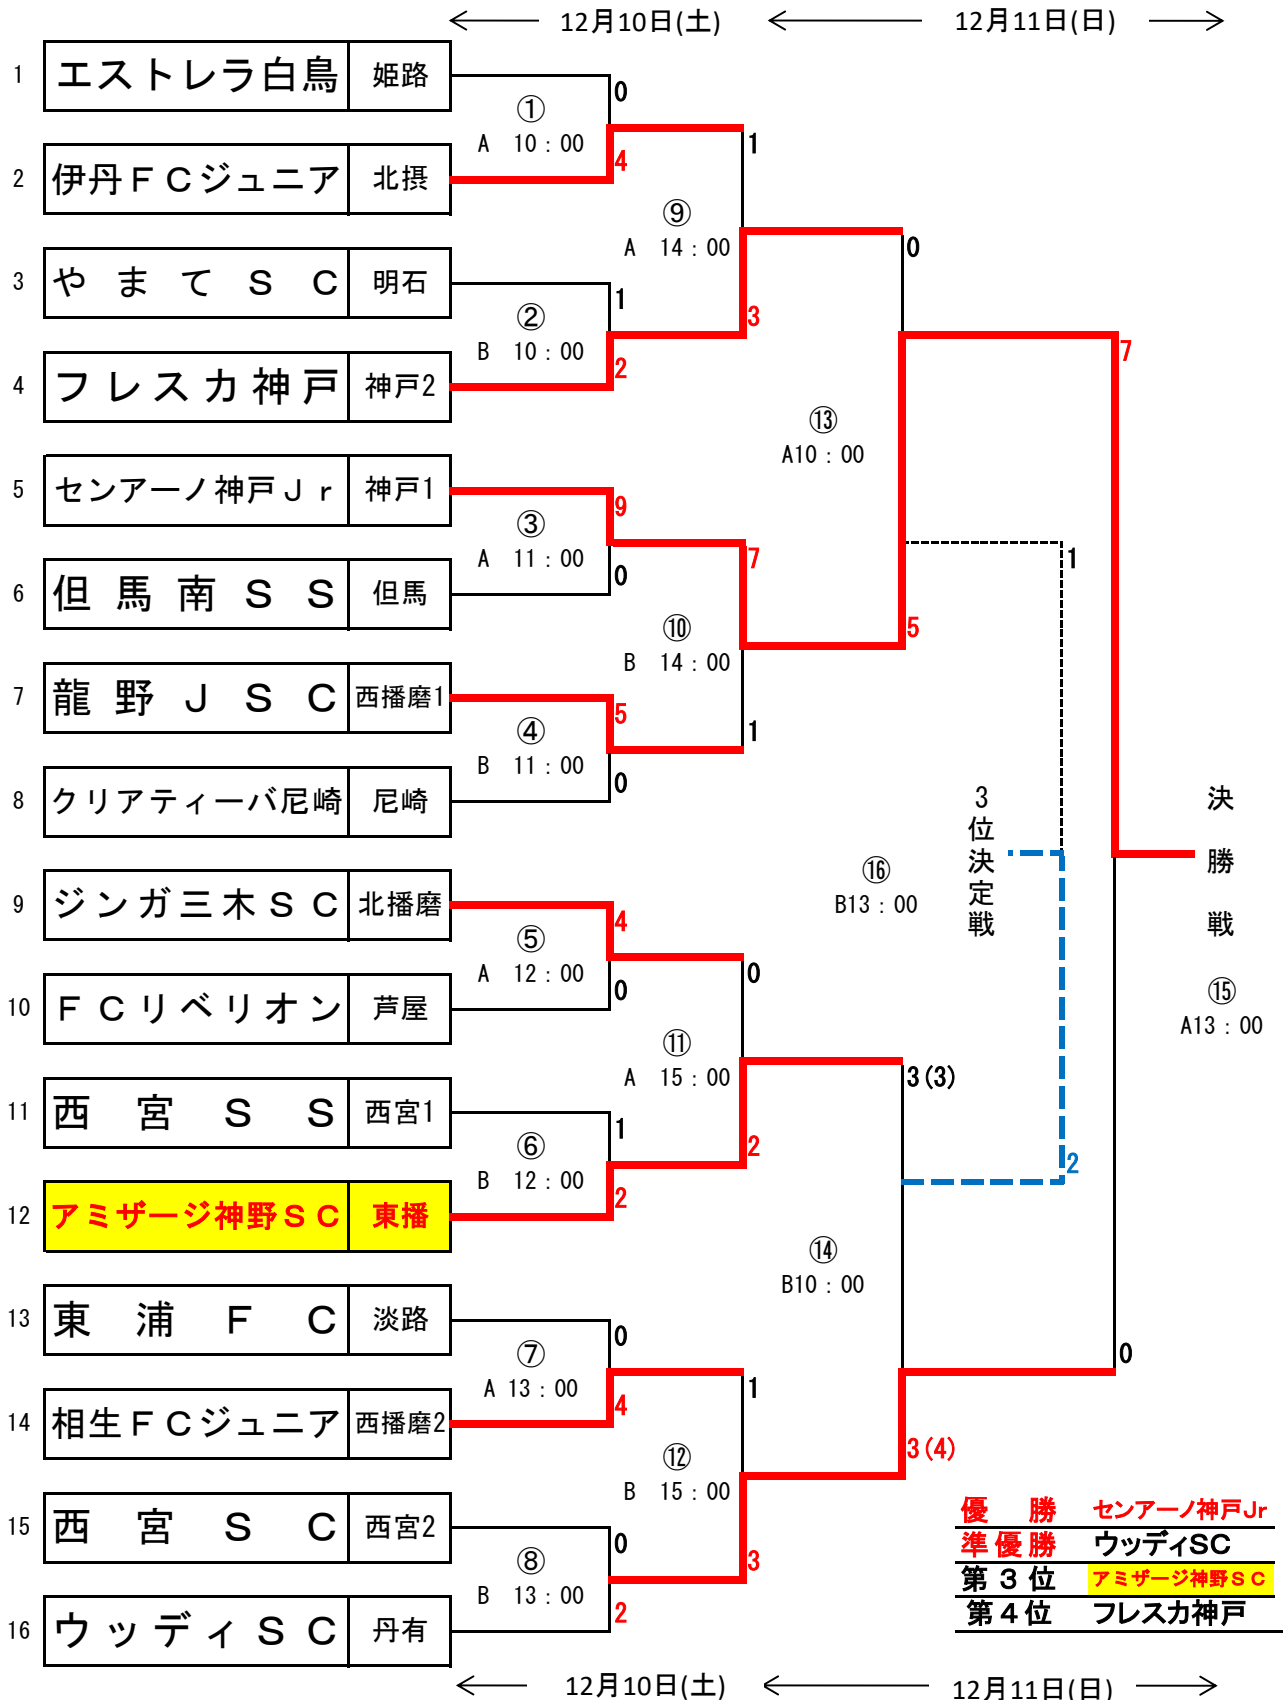 12月10日(土) 12月11日(日)
1 エストレラ白鳥 姫路
0
①
A 10：00
1
4
2 伊丹ＦＣジュニア 北摂
⑨
A 14：00
0
3 やまてＳＣ 明石
1
②
B 10：00
3
2
7
4 フレスカ神戸 神戸2
⑬
A10：00
5 センアーノ神戸Ｊｒ 神戸1
9
③
A 11：00
7
1
0
6 但馬南ＳＳ 但馬
⑩
B 14：00
5
7 龍野ＪＳＣ 西播磨1
5
④
B 11：00
1
0
8 クリアティーバ尼崎 尼崎
3位決定戦
決勝戦
⑯
B13：00
9 ジンガ三木ＳＣ 北播磨
4
⑤
A 12：00
0
0
⑮
A13：00
10 ＦＣリベリオン 芦屋
⑪
A 15：00
3(3)
11 西宮ＳＳ 西宮1
1
⑥
B 12：00
2
2
2
12 アミザージ神野ＳＣ 東播
⑭
B10：00
13 東浦ＦＣ 淡路
0
⑦
A 13：00
1
0
4
14 相生ＦＣジュニア 西播磨2
⑫
B 15：00
3(4)
15 西宮ＳＣ 西宮2
0
⑧
B 13：00
3
2
16 ウッディＳＣ 丹有
優勝 センアーノ神戸Jr
準優勝 ウッディSC
第３位 アミザージ神野ＳＣ
第４位 フレスカ神戸
12月10日(土) 12月11日(日)